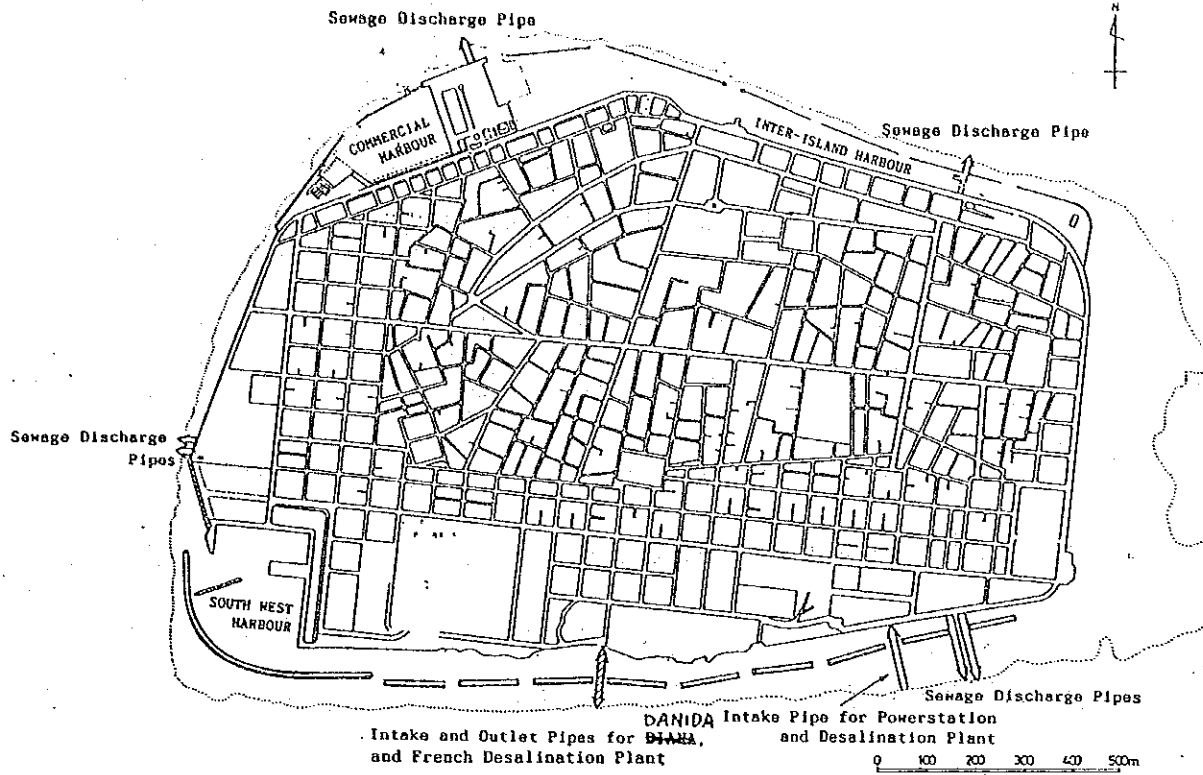 Sewage Discharge Pipe
N
COMMERCIAL
HARBOUR
INTER-ISLAND HARBOUR
Sewage Discharge Pipe
Sewage Discharge
Pipes
SOUTH WEST
HARBOUR
Sewage Discharge Pipes
DANIDA
Intake Pipe for Powerstation
and Desalination Plant
Intake and Outlet Pipes for
and French Desalination Plant
0 100 200 300 400 500m